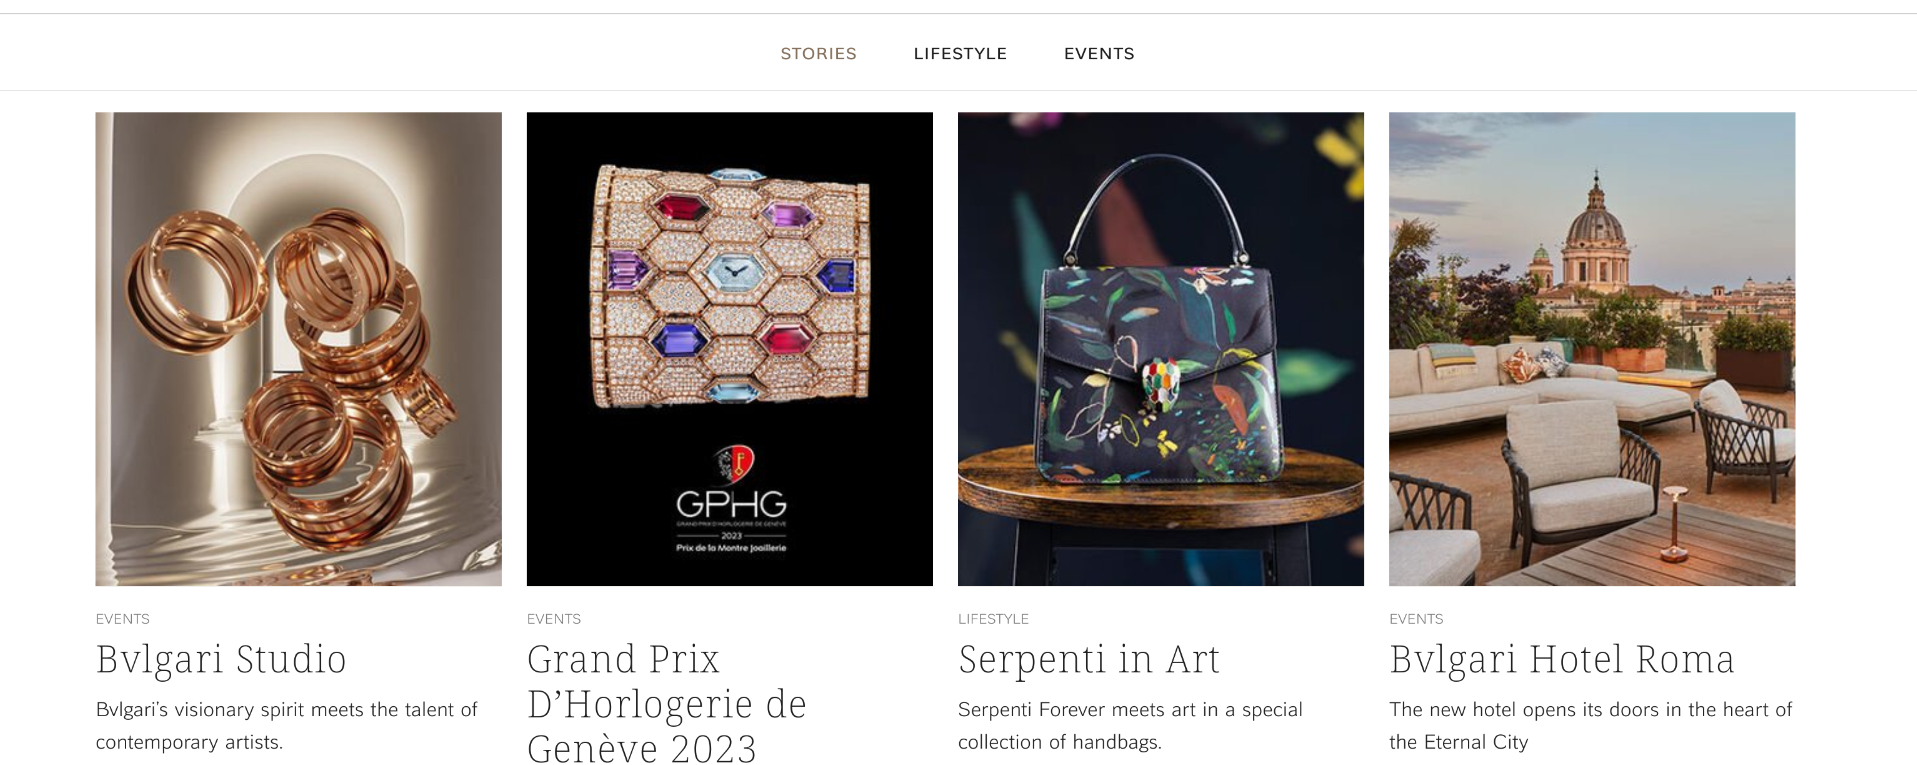 STORIES LIFESTYLE EVENTS
GPHG
GRAND PRIX D'HORLOGERIE DE GENÈVE
2023
Prix de la Montre Joaillerie
EVENTS
Bvlgari Studio
Bvlgari's visionary spirit meets the talent of
contemporary artists.
EVENTS
Grand Prix
D’Horlogerie de
Genève 2023
LIFESTYLE
Serpenti in Art
Serpenti Forever meets art in a special
collection of handbags.
EVENTS
Bvlgari Hotel Roma
The new hotel opens its doors in the heart of
the Eternal City